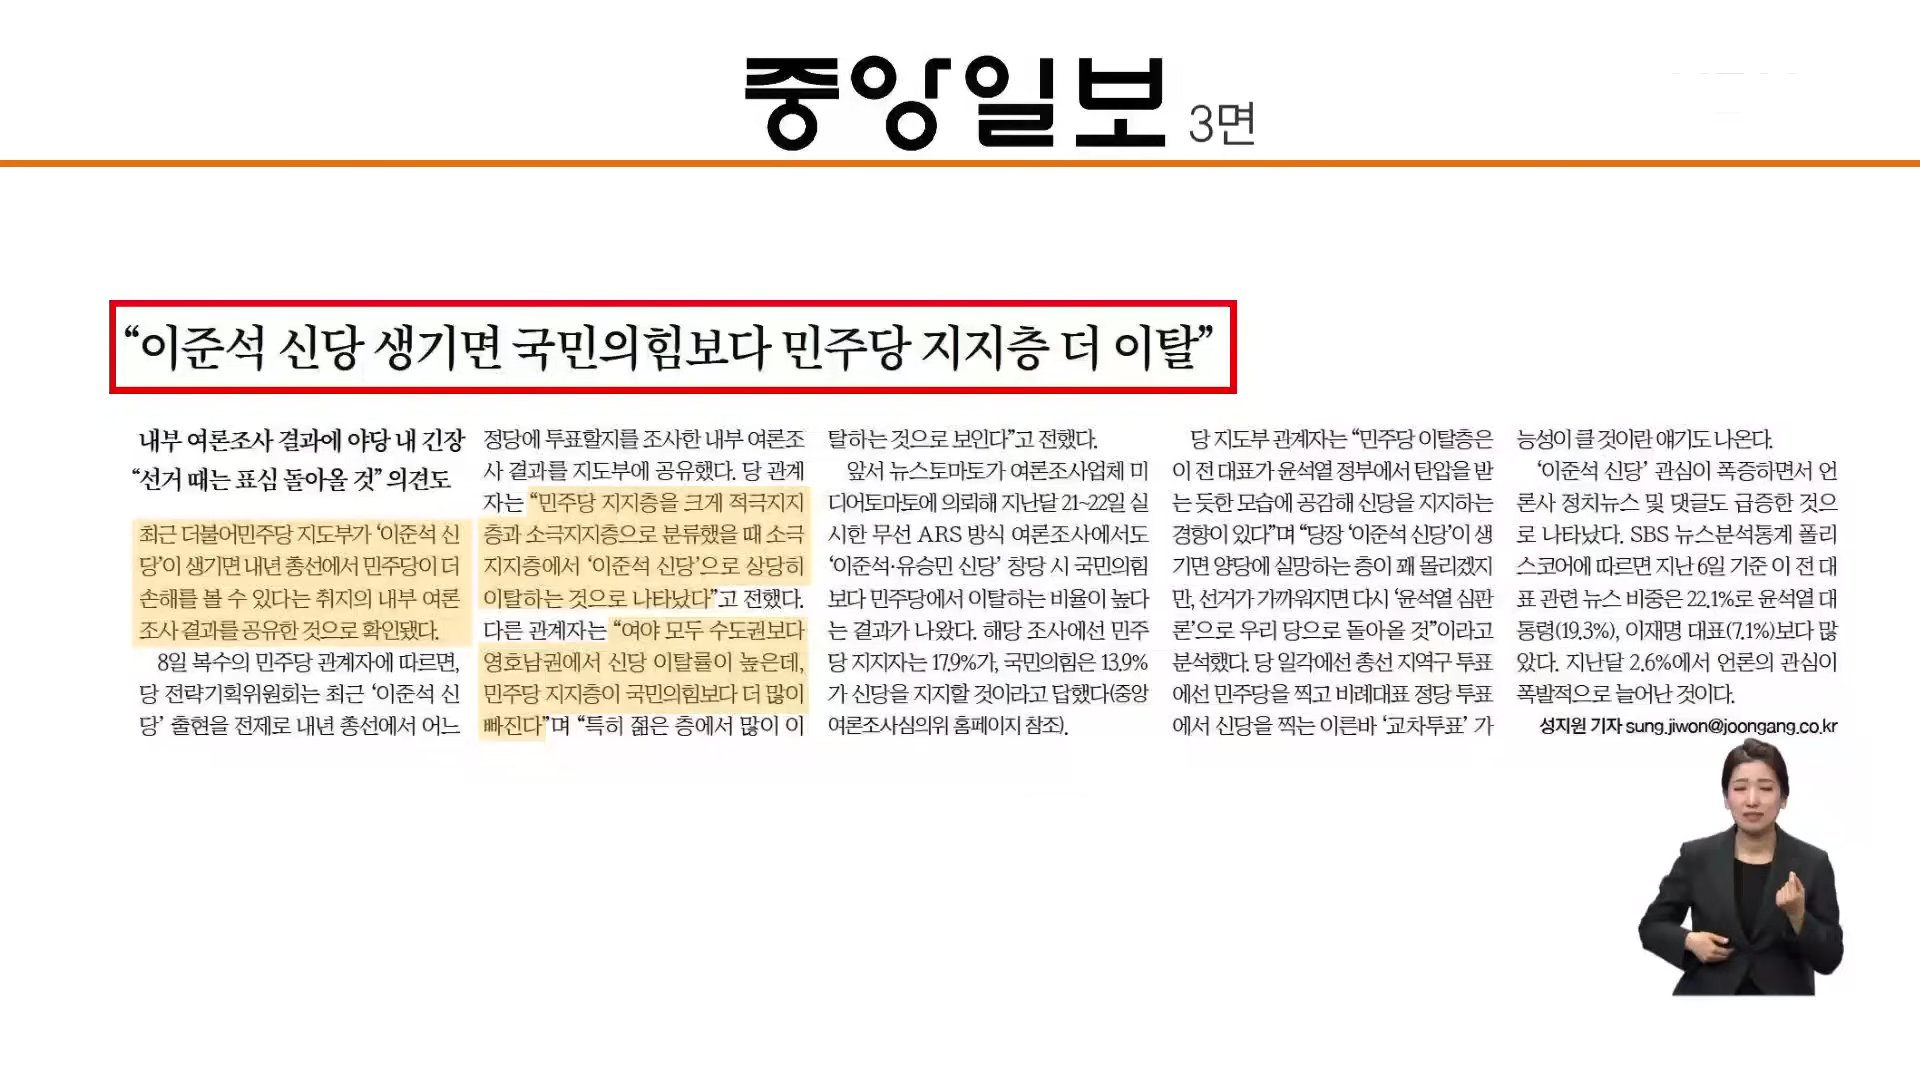 중앙일보 3면
“이준석 신당 생기면 국민의힘보다 민주당 지지층 더 이탈”
내부 여론조사 결과에 야당 내 긴장
“선거 때는 표심 돌아올 것” 의견도
최근 더불어민주당 지도부가 ‘이준석 신
당’이 생기면 내년 총선에서 민주당이 더
손해를 볼 수 있다는 취지의 내부 여론
조사 결과를 공유한 것으로 확인됐다.
8일 복수의 민주당 관계자에 따르면,
당 전략기획위원회는 최근 ‘이준석 신
당’ 출현을 전제로 내년 총선에서 어느
정당에 투표할지를 조사한 내부 여론조
사 결과를 지도부에 공유했다. 당 관계
자는 “민주당 지지층을 크게 적극지지
층과 소극지지층으로 분류했을 때 소극
지지층에서 ‘이준석 신당’으로 상당히
이탈하는 것으로 나타났다”고 전했다.
다른 관계자는 “여야 모두 수도권보다
영호남권에서 신당 이탈률이 높은데,
민주당 지지층이 국민의힘보다 더 많이
빠진다”며 “특히 젊은 층에서 많이 이
탈하는 것으로 보인다”고 전했다.
앞서 뉴스토마토가 여론조사업체 미
디어토마토에 의뢰해 지난달 21~22일 실
시한 무선 ARS 방식 여론조사에서도
‘이준석·유승민 신당’ 창당 시 국민의힘
보다 민주당에서 이탈하는 비율이 높다
는 결과가 나왔다. 해당 조사에선 민주
당 지지자는 17.9%가, 국민의힘은 13.9%
가 신당을 지지할 것이라고 답했다(중앙
여론조사심의위 홈페이지 참조).
당 지도부 관계자는 “민주당 이탈층은
이 전 대표가 윤석열 정부에서 탄압을 받
는 듯한 모습에 공감해 신당을 지지하는
경향이 있다”며 “당장 ‘이준석 신당’이 생
기면 양당에 실망하는 층이 꽤 몰리겠지
만, 선거가 가까워지면 다시 ‘윤석열 심판
론’으로 우리 당으로 돌아올 것”이라고
분석했다. 당 일각에선 총선 지역구 투표
에선 민주당을 찍고 비례대표 정당 투표
에서 신당을 찍는 이른바 ‘교차투표’ 가
능성이 클 것이란 얘기도 나온다.
‘이준석 신당’ 관심이 폭증하면서 언
론사 정치뉴스 및 댓글도 급증한 것으
로 나타났다. SBS 뉴스분석통계 폴리
스코어에 따르면 지난 6일 기준 이 전 대
표 관련 뉴스 비중은 22.1%로 윤석열 대
통령(19.3%), 이재명 대표(7.1%)보다 많
았다. 지난달 2.6%에서 언론의 관심이
폭발적으로 늘어난 것이다.
성지원 기자 sung.jiwon@joongang.co.kr